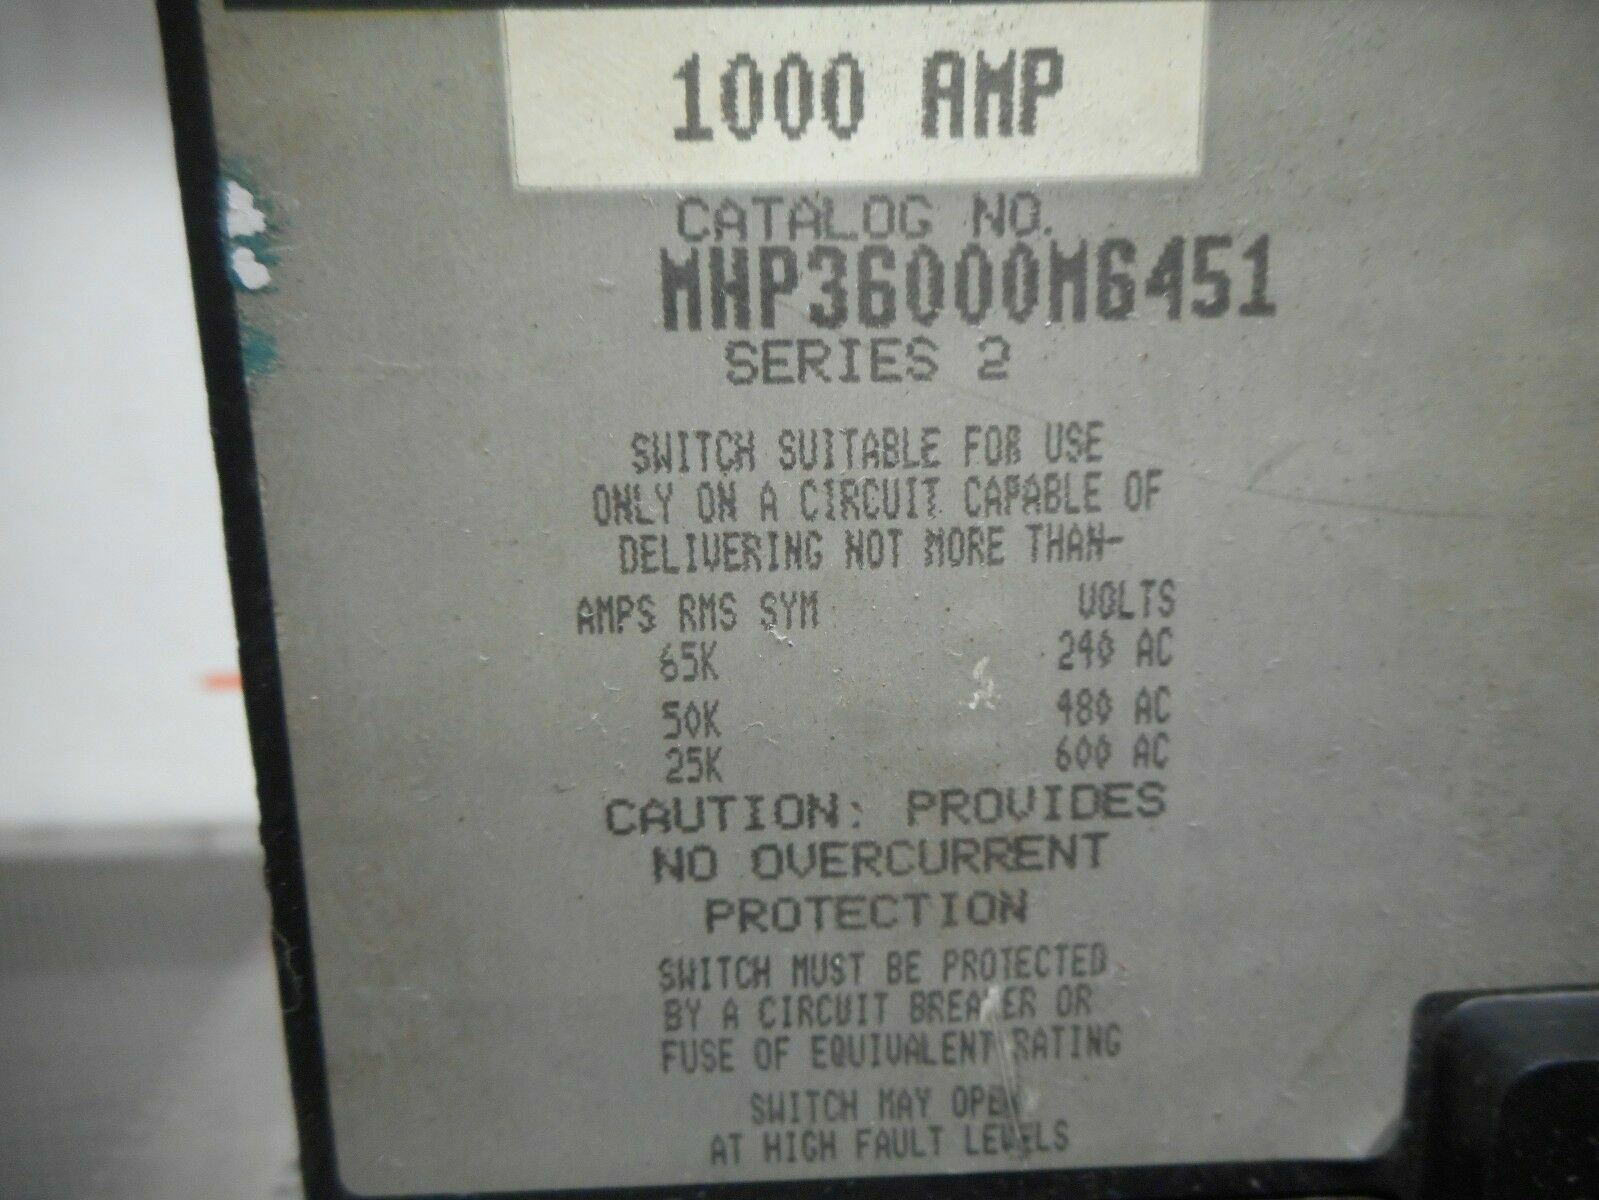 1000 AMP
CATALOG NO.
MHP36000M6451
SERIES 2
SWITCH SUITABLE FOR USE
ONLY ON A CIRCUIT CAPABLE OF
DELIVERING NOT MORE THAN-
AMPS RMS SYM VOLTS
65K 240 AC
50K 480 AC
25K 600 AC
CAUTION: PROVIDES
NO OVERCURRENT
PROTECTION
SWITCH MUST BE PROTECTED
BY A CIRCUIT BREAKER OR
FUSE OF EQUIVALENT RATING
SWITCH MAY OPEN
AT HIGH FAULT LEVELS